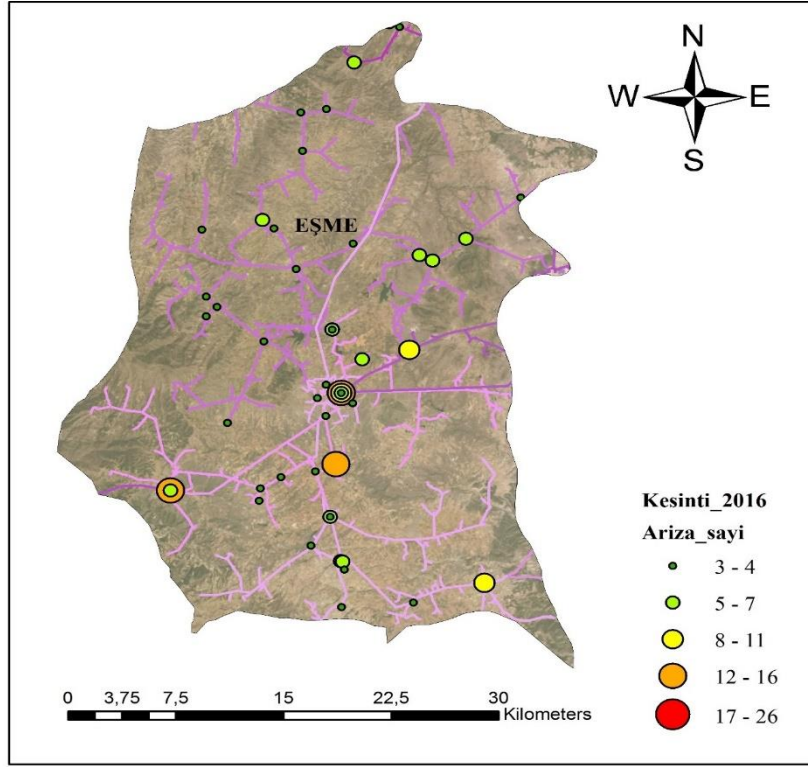 N
W E
S
EŞME
Kesinti_2016
Ariza_sayi
3 - 4
5 - 7
8 - 11
12 - 16
17 - 26
0 3,75 7,5 15 22,5 30
Kilometers